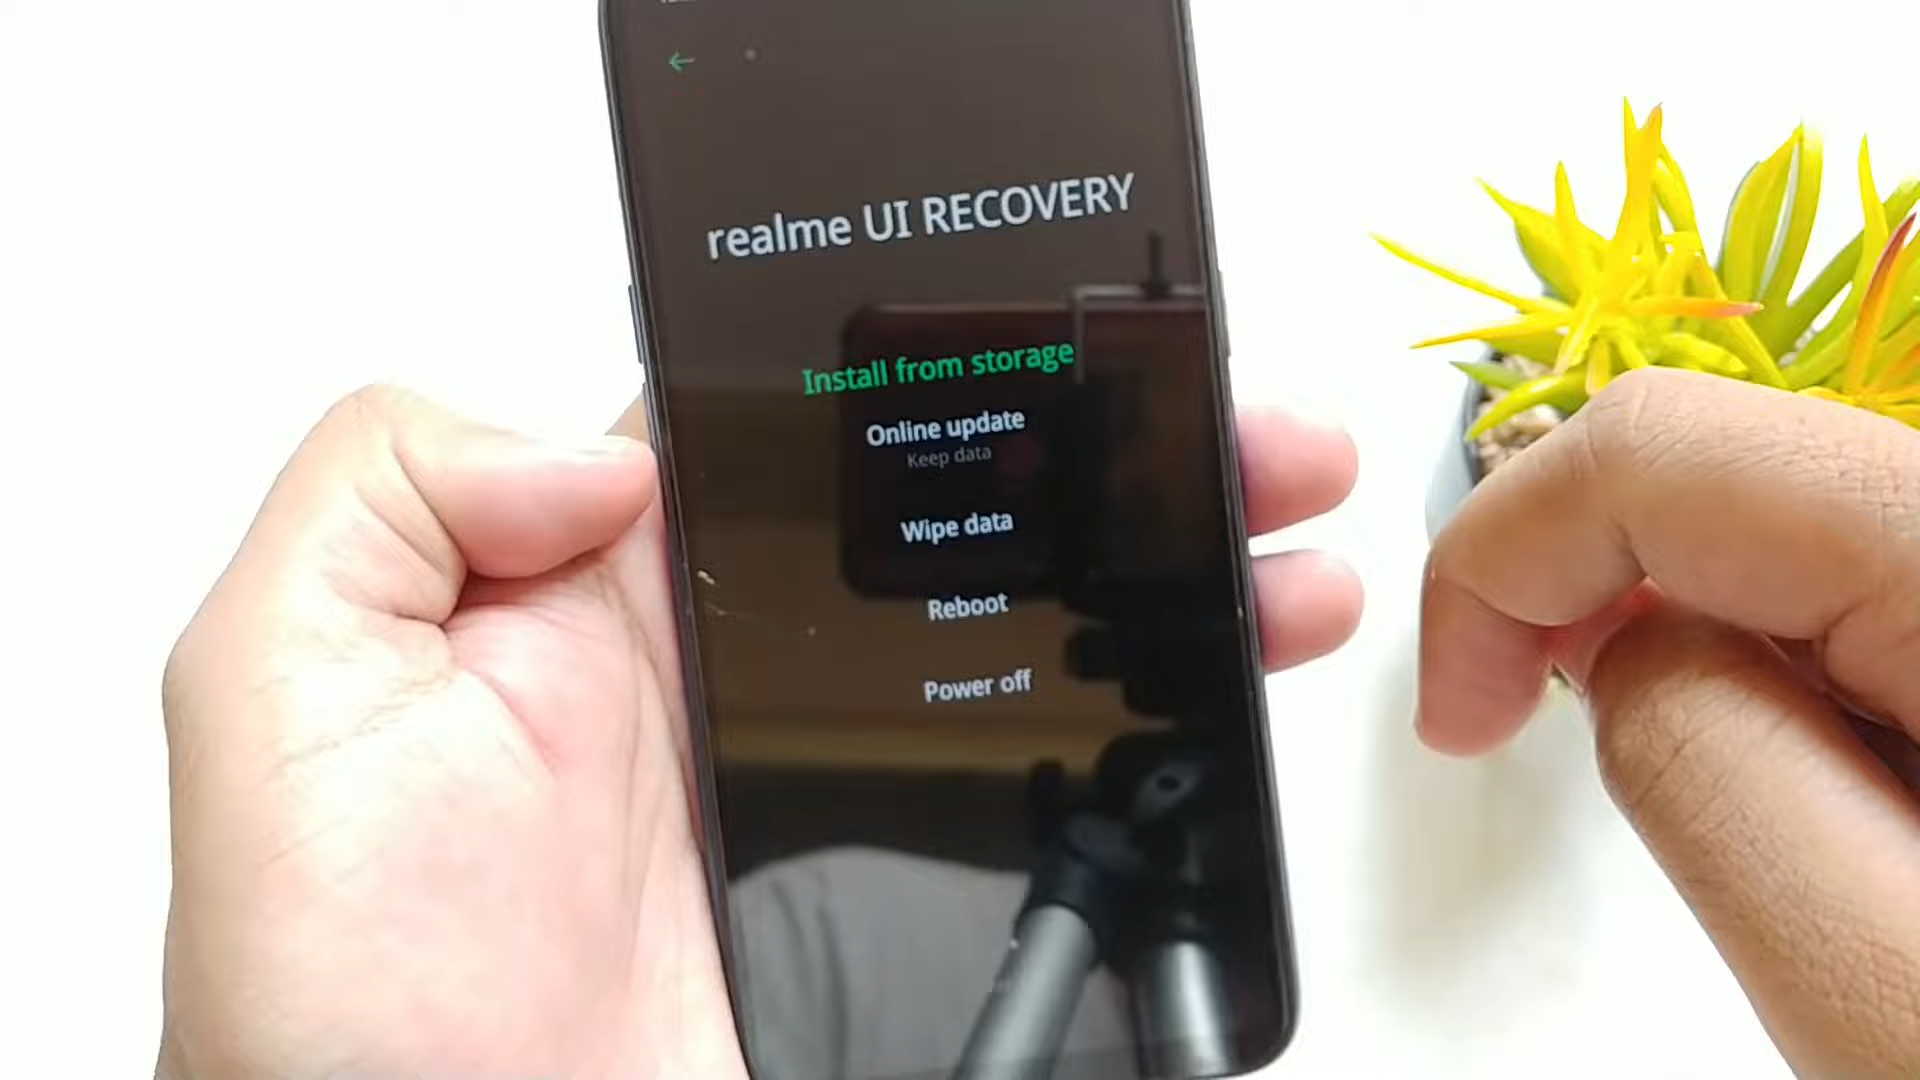 realme UI RECOVERY
Install from storage
Online update
Keep data
Wipe data
Reboot
Power off